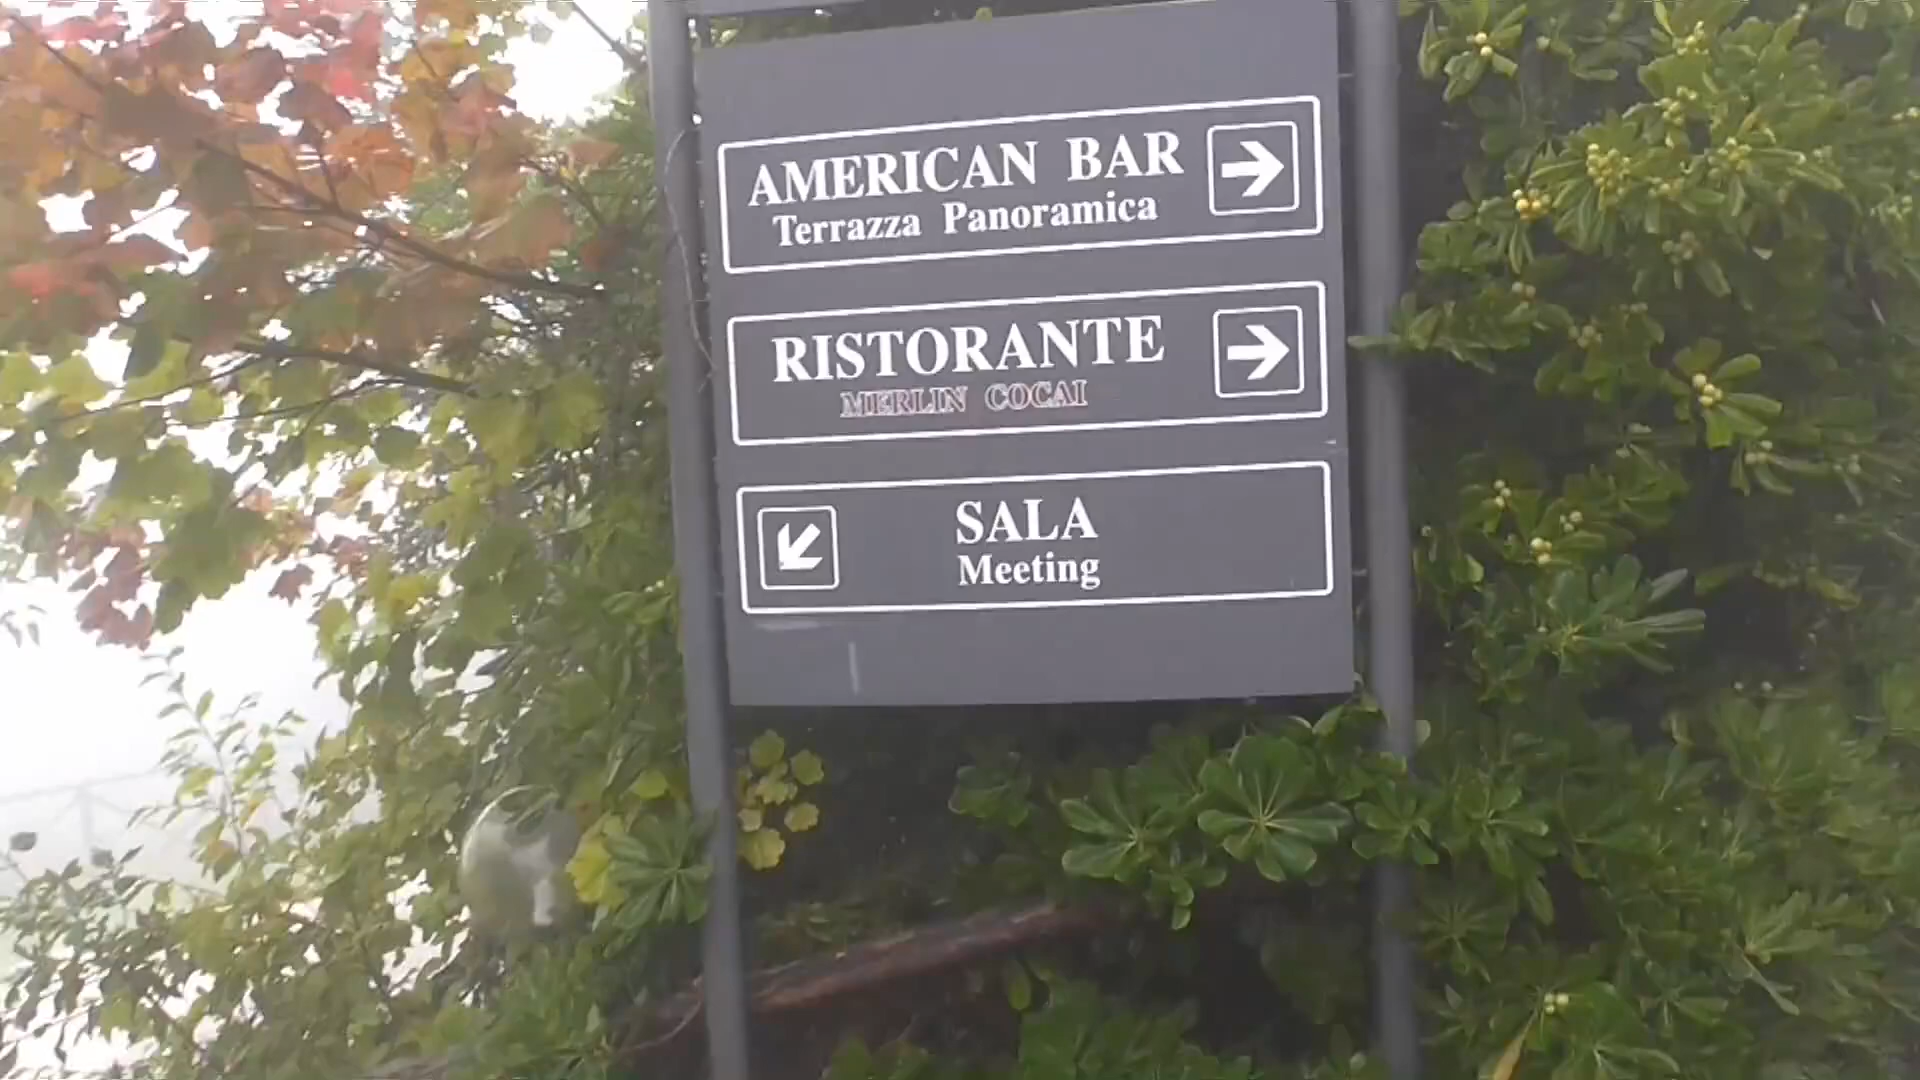 AMERICAN BAR
Terrazza Panoramica
RISTORANTE
MERLIN COCAI
SALA
Meeting